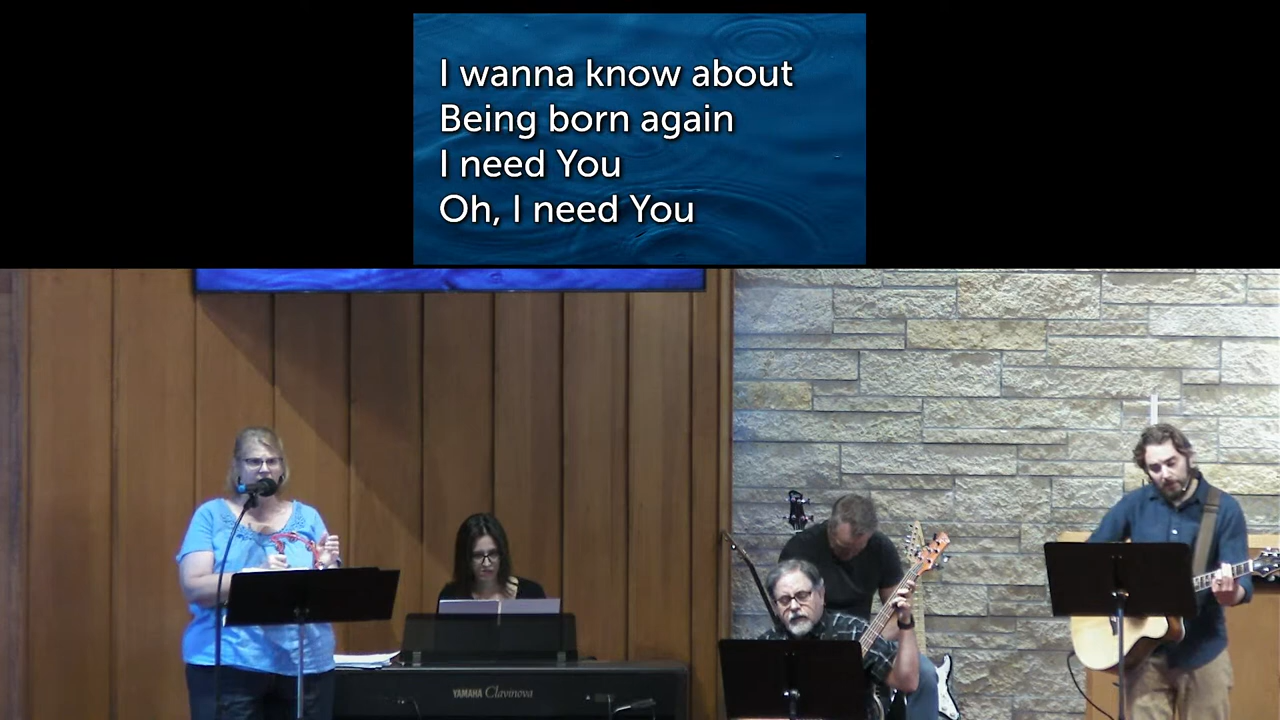 I wanna know about
Being born again
I need You
Oh, I need You
YAMAHA Clavinova